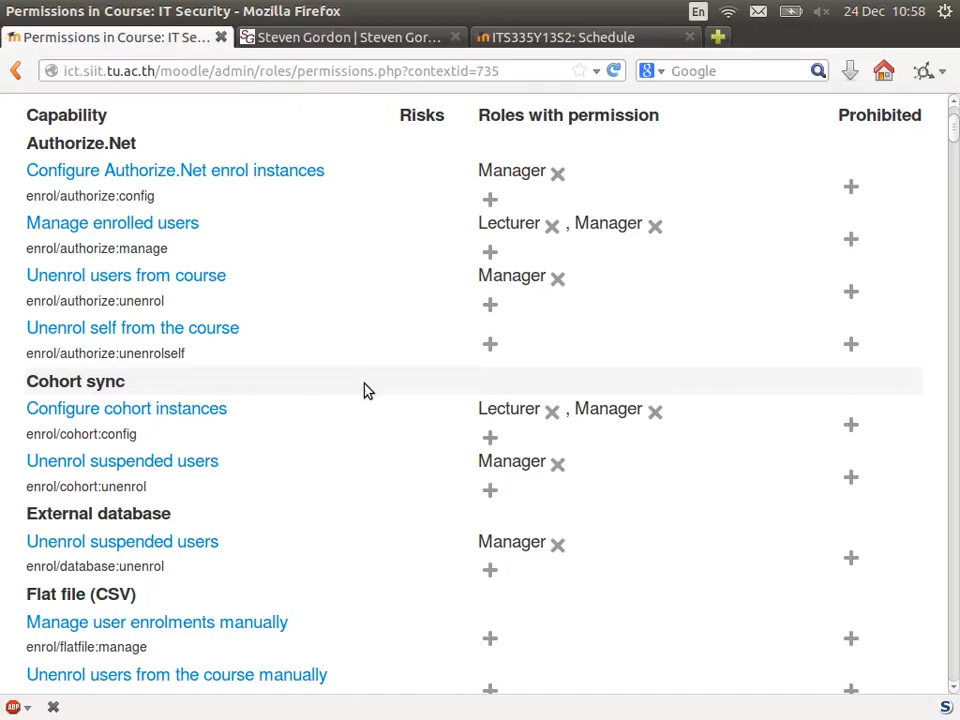 Permissions in Course: IT Security - Mozilla Firefox
En
24 Dec 10:58
Permissions in Course: IT Se...
Steven Gordon | Steven Gor...
ITS335Y13S2: Schedule
ict.siit.tu.ac.th/moodle/admin/roles/permissions.php?contextid=735
Google
Capability Risks Roles with permission Prohibited
Authorize.Net
Configure Authorize.Net enrol instances Manager
enrol/authorize:config
Manage enrolled users Lecturer , Manager
enrol/authorize:manage
Unenrol users from course Manager
enrol/authorize:unenrol
Unenrol self from the course
enrol/authorize:unenrolself
Cohort sync
Configure cohort instances Lecturer , Manager
enrol/cohort:config
Unenrol suspended users Manager
enrol/cohort:unenrol
External database
Unenrol suspended users Manager
enrol/database:unenrol
Flat file (CSV)
Manage user enrolments manually
enrol/flatfile:manage
Unenrol users from the course manually
ABP
S